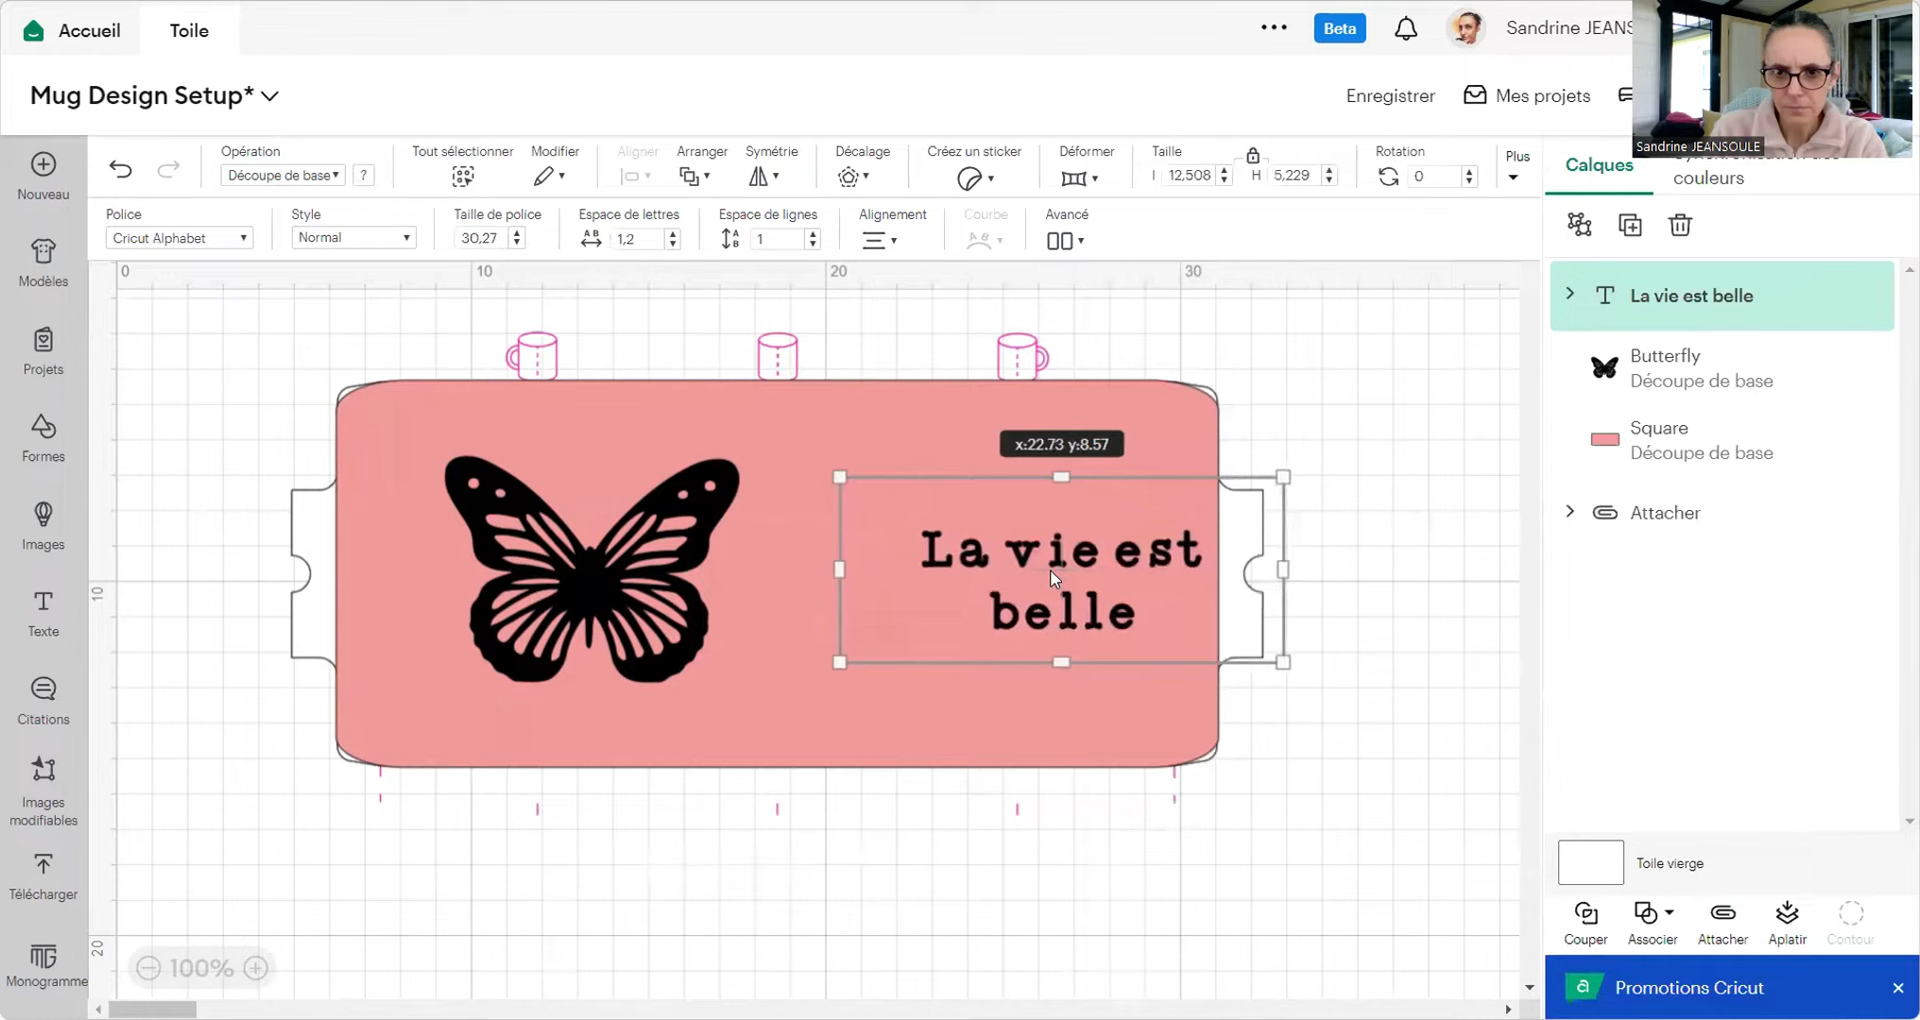 Accueil
Toile
Beta
Sandrine JEANS
Mug Design Setup*
Enregistrer
Mes projets
Sandrine JEANSOULE
Opération
Découpe de base
?
Tout sélectionner
Modifier
Aligner
Arranger
Symétrie
Décalage
Créez un sticker
Déformer
Taille
l 12,508
H 5,229
Rotation
0
Plus
Police
Cricut Alphabet
Style
Normal
Taille de police
30,27
Espace de lettres
1,2
Espace de lignes
1
Alignement
Courbe
Avancé
Calques
couleurs
Nouveau
Modèles
Projets
Formes
Images
Texte
Citations
Images
modifiables
Télécharger
Monogramme
0
10
20
30
10
20
x:22.73 y:8.57
La vie est
belle
100%
La vie est belle
Butterfly
Découpe de base
Square
Découpe de base
Attacher
Toile vierge
Couper
Associer
Attacher
Aplatir
Contour
a
Promotions Cricut